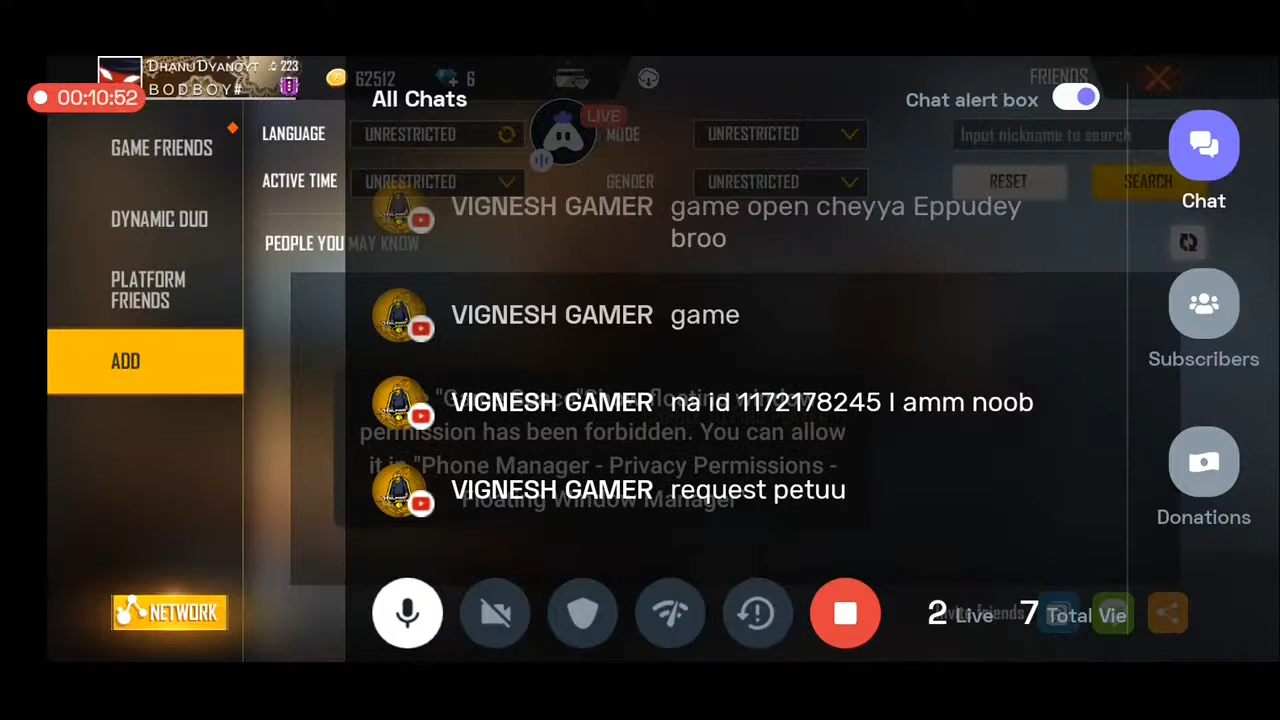 DHANUDYANOYT 223
BODBOY#
62512
6
FRIENDS
00:10:52
All Chats
Chat alert box
LIVE
GAME FRIENDS
LANGUAGE
UNRESTRICTED
MODE
UNRESTRICTED
Input nickname to search
ACTIVE TIME
UNRESTRICTED
GENDER
UNRESTRICTED
RESET
SEARCH
Chat
DYNAMIC DUO
VIGNESH GAMER game open cheyya Eppudey
broo
PEOPLE YOU MAY KNOW
PLATFORM
FRIENDS
VIGNESH GAMER game
Subscribers
ADD
VIGNESH GAMER na id 1172178245 I amm noob
permission has been forbidden. You can allow
it in "Phone Manager - Privacy Permissions -
Floating Window Manager
VIGNESH GAMER request petuu
Donations
NETWORK
2 Live
7 Total Vie